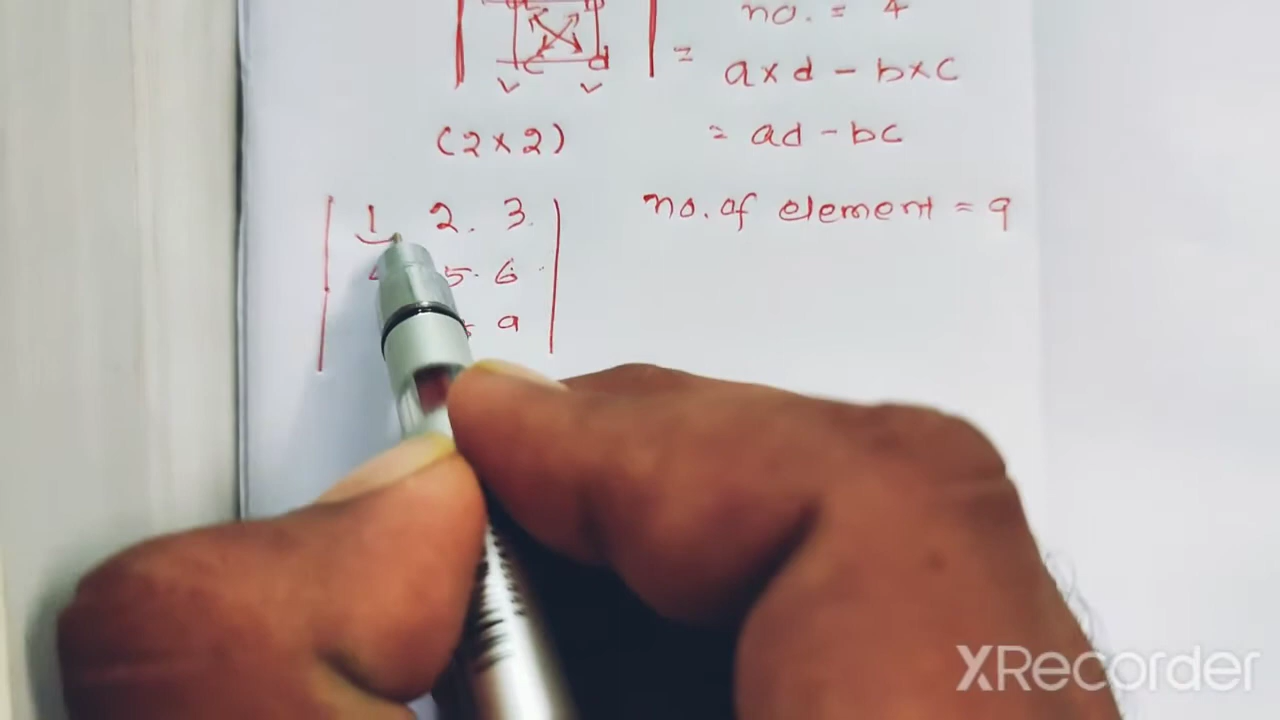 no. = 4
c d
= a x d - b x c
(2 x 2)
= ad - bc
1 2. 3.
no. of element = 9
5. 6
9
XRecorder